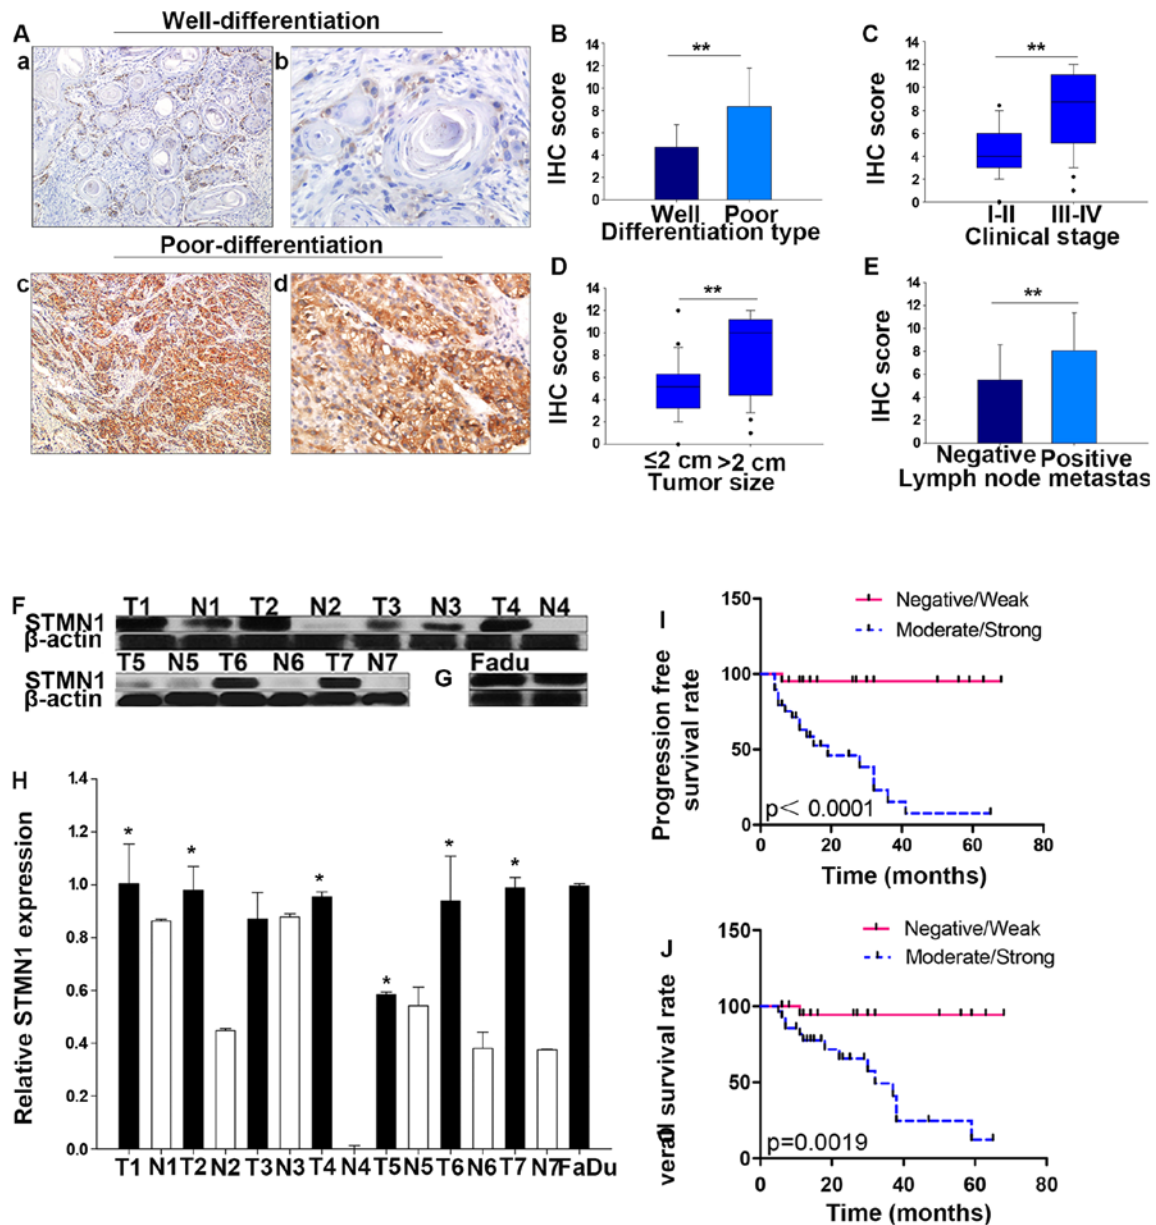 A
Well-differentiation
a
b
Poor-differentiation
c
d
B
IHC score
14
12
10
8
6
4
2
0
**
Well Poor
Differentiation type
C
IHC score
14
12
10
8
6
4
2
0
**
I-II III-IV
Clinical stage
D
IHC score
14
12
10
8
6
4
2
0
**
≤2 cm >2 cm
Tumor size
E
IHC score
14
12
10
8
6
4
2
0
**
Negative Positive
Lymph node metastas
F
T1 N1 T2 N2 T3 N3 T4 N4
STMN1
β-actin
T5 N5 T6 N6 T7 N7
STMN1
β-actin
G
Fadu
H
Relative STMN1 expression
1.4
1.2
1.0
0.8
0.6
0.4
0.2
0.0
* * * * * *
T1 N1 T2 N2 T3 N3 T4 N4 T5 N5 T6 N6 T7 N7 FaDu
I
Negative/Weak
Moderate/Strong
Progression free
survival rate
150
100
50
0
p< 0.0001
0 20 40 60 80
Time (months)
J
Negative/Weak
Moderate/Strong
veral survival rate
150
100
50
0
p=0.0019
0 20 40 60 80
Time (months)